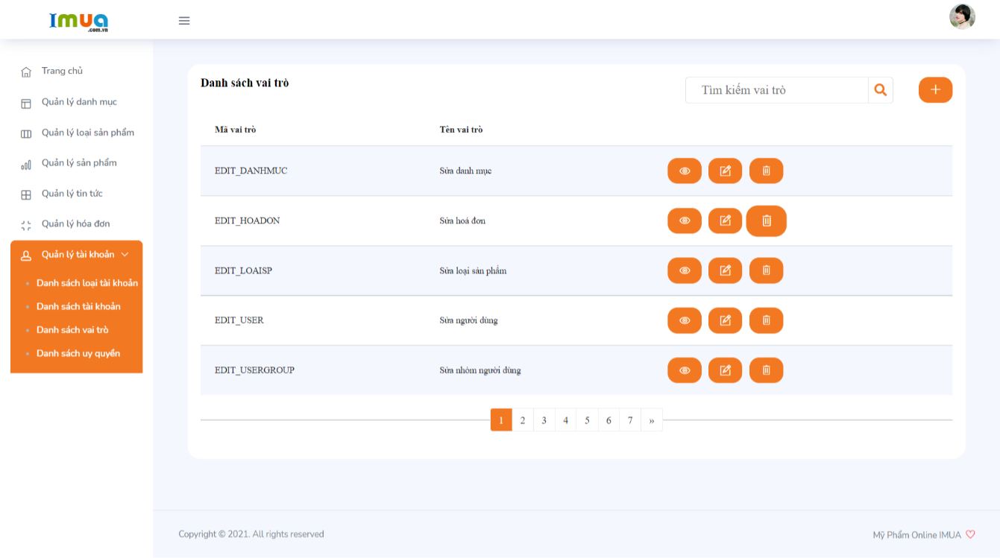 Imua
.com.vn
Trang chủ
Quản lý danh mục
Quản lý loại sản phẩm
Quản lý sản phẩm
Quản lý tin tức
Quản lý hóa đơn
Quản lý tài khoản
Danh sách loại tài khoản
Danh sách tài khoản
Danh sách vai trò
Danh sách uy quyền
Danh sách vai trò
Tìm kiếm vai trò
+
Mã vai trò Tên vai trò
EDIT_DANHMUC Sửa danh mục
EDIT_HOADON Sửa hoá đơn
EDIT_LOAISP Sửa loại sản phẩm
EDIT_USER Sửa người dùng
EDIT_USERGROUP Sửa nhóm người dùng
1 2 3 4 5 6 7 »
Copyright © 2021. All rights reserved
Mỹ Phẩm Online IMUA